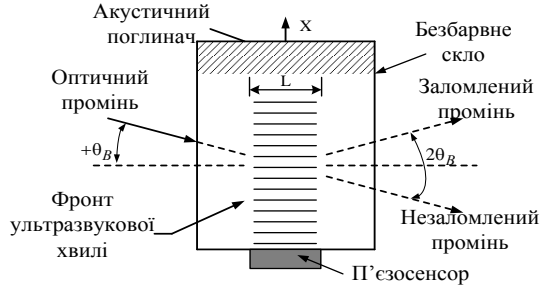 Акустичний
поглинач
X
Безбарвне
скло
Оптичний
промінь
L
Заломлений
промінь
+θB
2θB
Фронт
ультразвукової
хвилі
Незаломлений
промінь
П’єзосенсор